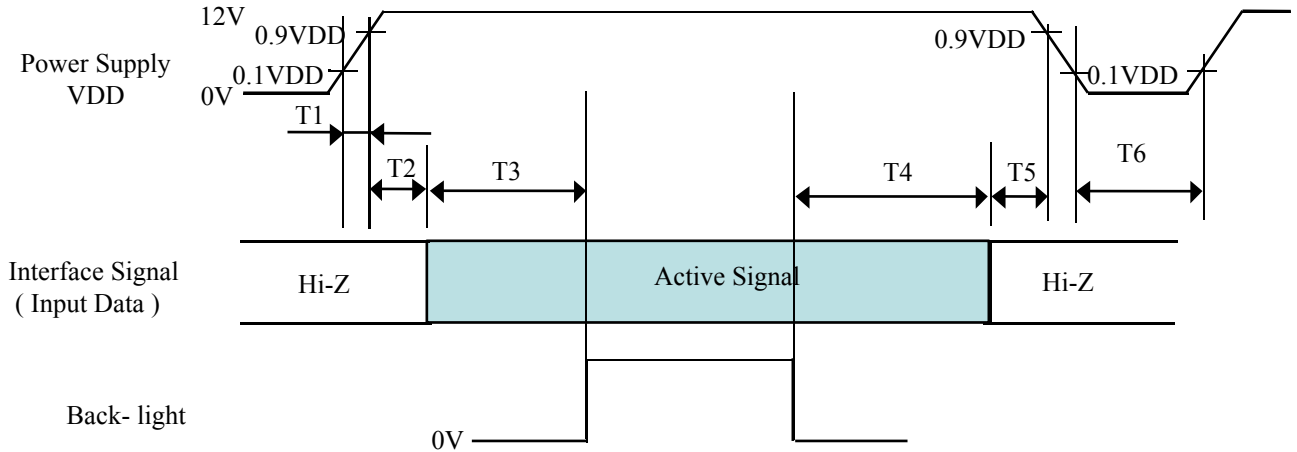 12V
0.9VDD
0.9VDD
Power Supply
VDD
0.1VDD
0.1VDD
0V
T1
T2
T3
T4
T5
T6
Interface Signal
( Input Data )
Hi-Z
Active Signal
Hi-Z
Back- light
0V